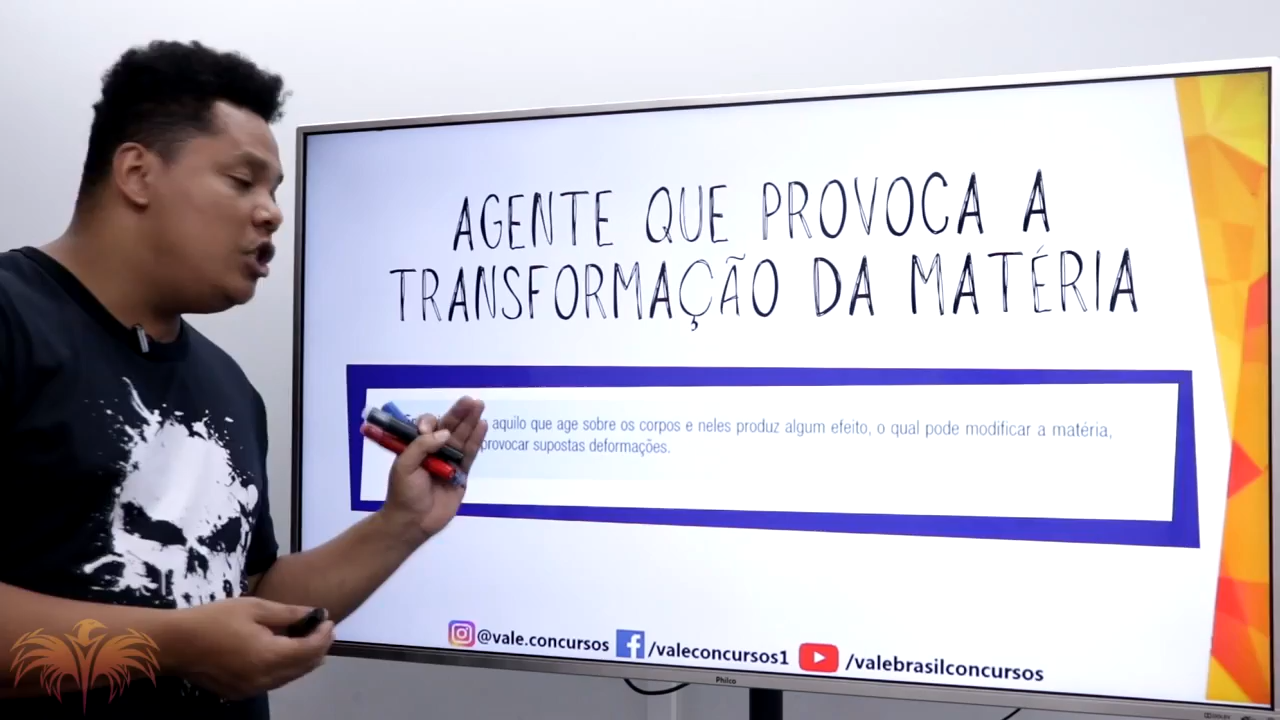 AGENTE QUE PROVOCA A
TRANSFORMAÇÃO DA MATÉRIA
aquilo que age sobre os corpos e neles produz algum efeito, o qual pode modificar a matéria,
provocar supostas deformações.
@vale.concursos /valeconcursos1 /valebrasilconcursos
Philco